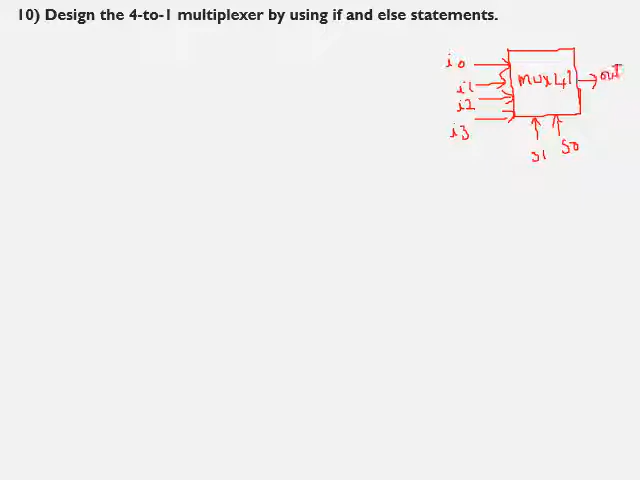 10) Design the 4-to-1 multiplexer by using if and else statements.
i0
mux41
out
i1
i2
i3
s1
s0